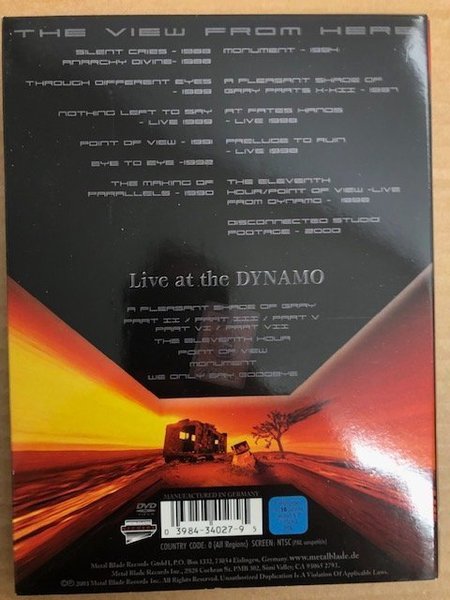 THE VIEW FROM HERE
SILENT CRIES - 1988
ANARCHY DIVINE - 1988
THROUGH DIFFERENT EYES
- 1989
NOTHING LEFT TO SAY
- LIVE 1989
POINT OF VIEW - 1991
EYE TO EYE - 1992
THE MAKING OF
PARALLELS - 1990
MONUMENT - 1994
A PLEASANT SHADE OF
GRAY PARTS X-XII - 1997
AT FATES HANDS
- LIVE 1998
PRELUDE TO RUIN
- LIVE 1998
THE ELEVENTH
HOUR/POINT OF VIEW -LIVE
FROM DYNAMO - 1998
DISCONNECTED STUDIO
FOOTAGE - 2000
Live at the DYNAMO
A PLEASANT SHADE OF GRAY
PART II / PART III / PART V
PART VI / PART VII
THE ELEVENTH HOUR
POINT OF VIEW
MONUMENT
WE ONLY SAY GOODBYE
DVD
VIDEO
MANUFACTURED IN GERMANY
0 3984-34027-9 5
COUNTRY CODE: 0 (All Regions) SCREEN: NTSC (PAL compatible)
Metal Blade Records GmbH, P.O. Box 1332, 73054 Eislingen, Germany www.metalblade.de
Metal Blade Records Inc., 2828 Cochran St, PMB 302, Simi Valley, CA 93065 2793.
Metal Blade Records Inc. All Rights Reserved. Unauthorized Duplication Is A Violation Of Applicable Laws.